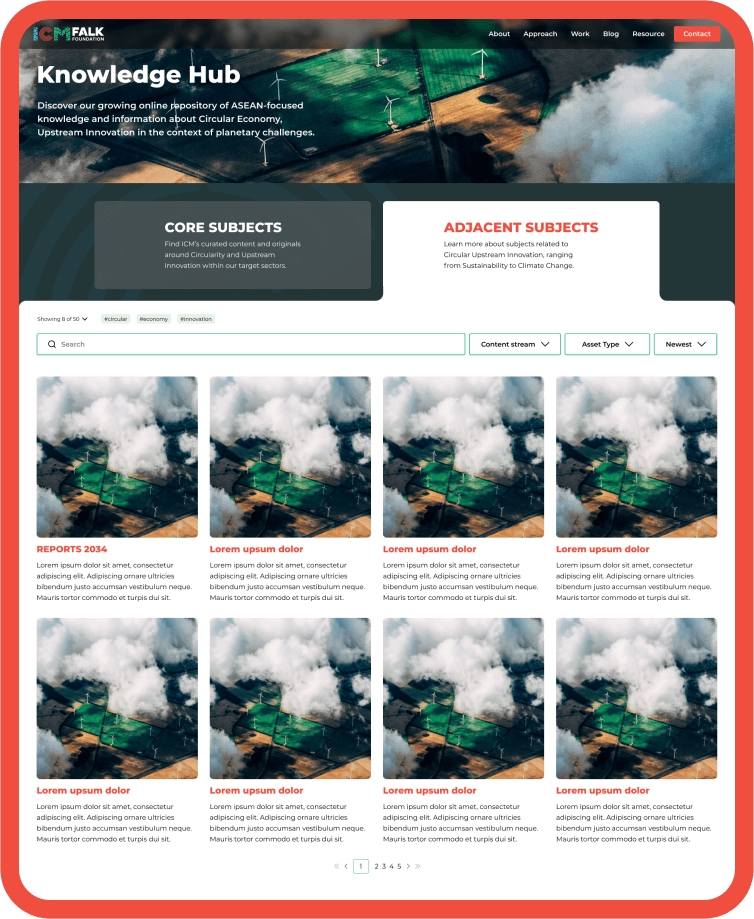 ICM FALK
FOUNDATION
About Approach Work Blog Resource Contact
Knowledge Hub
Discover our growing online repository of ASEAN-focused
knowledge and information about Circular Economy,
Upstream Innovation in the context of planetary challenges.
CORE SUBJECTS
Find ICM's curated content and originals
around Circularity and Upstream
Innovation within our target sectors.
ADJACENT SUBJECTS
Learn more about subjects related to
Circular Upstream Innovation, ranging
from Sustainability to Climate Change.
Showing 8 of 50 #circular #economy #innovation
Search Content stream Asset Type Newest
REPORTS 2034
Lorem ipsum dolor sit amet, consectetur
adipiscing elit. Adipiscing ornare ultricies
bibendum justo accumsan vestibulum neque.
Mauris tortor commodo et turpis dui sit.
Lorem upsum dolor
Lorem ipsum dolor sit amet, consectetur
adipiscing elit. Adipiscing ornare ultricies
bibendum justo accumsan vestibulum neque.
Mauris tortor commodo et turpis dui sit.
Lorem upsum dolor
Lorem ipsum dolor sit amet, consectetur
adipiscing elit. Adipiscing ornare ultricies
bibendum justo accumsan vestibulum neque.
Mauris tortor commodo et turpis dui sit.
Lorem upsum dolor
Lorem ipsum dolor sit amet, consectetur
adipiscing elit. Adipiscing ornare ultricies
bibendum justo accumsan vestibulum neque.
Mauris tortor commodo et turpis dui sit.
Lorem upsum dolor
Lorem ipsum dolor sit amet, consectetur
adipiscing elit. Adipiscing ornare ultricies
bibendum justo accumsan vestibulum neque.
Mauris tortor commodo et turpis dui sit.
Lorem upsum dolor
Lorem ipsum dolor sit amet, consectetur
adipiscing elit. Adipiscing ornare ultricies
bibendum justo accumsan vestibulum neque.
Mauris tortor commodo et turpis dui sit.
Lorem upsum dolor
Lorem ipsum dolor sit amet, consectetur
adipiscing elit. Adipiscing ornare ultricies
bibendum justo accumsan vestibulum neque.
Mauris tortor commodo et turpis dui sit.
Lorem upsum dolor
Lorem ipsum dolor sit amet, consectetur
adipiscing elit. Adipiscing ornare ultricies
bibendum justo accumsan vestibulum neque.
Mauris tortor commodo et turpis dui sit.
« < 1 2 3 4 5 > »